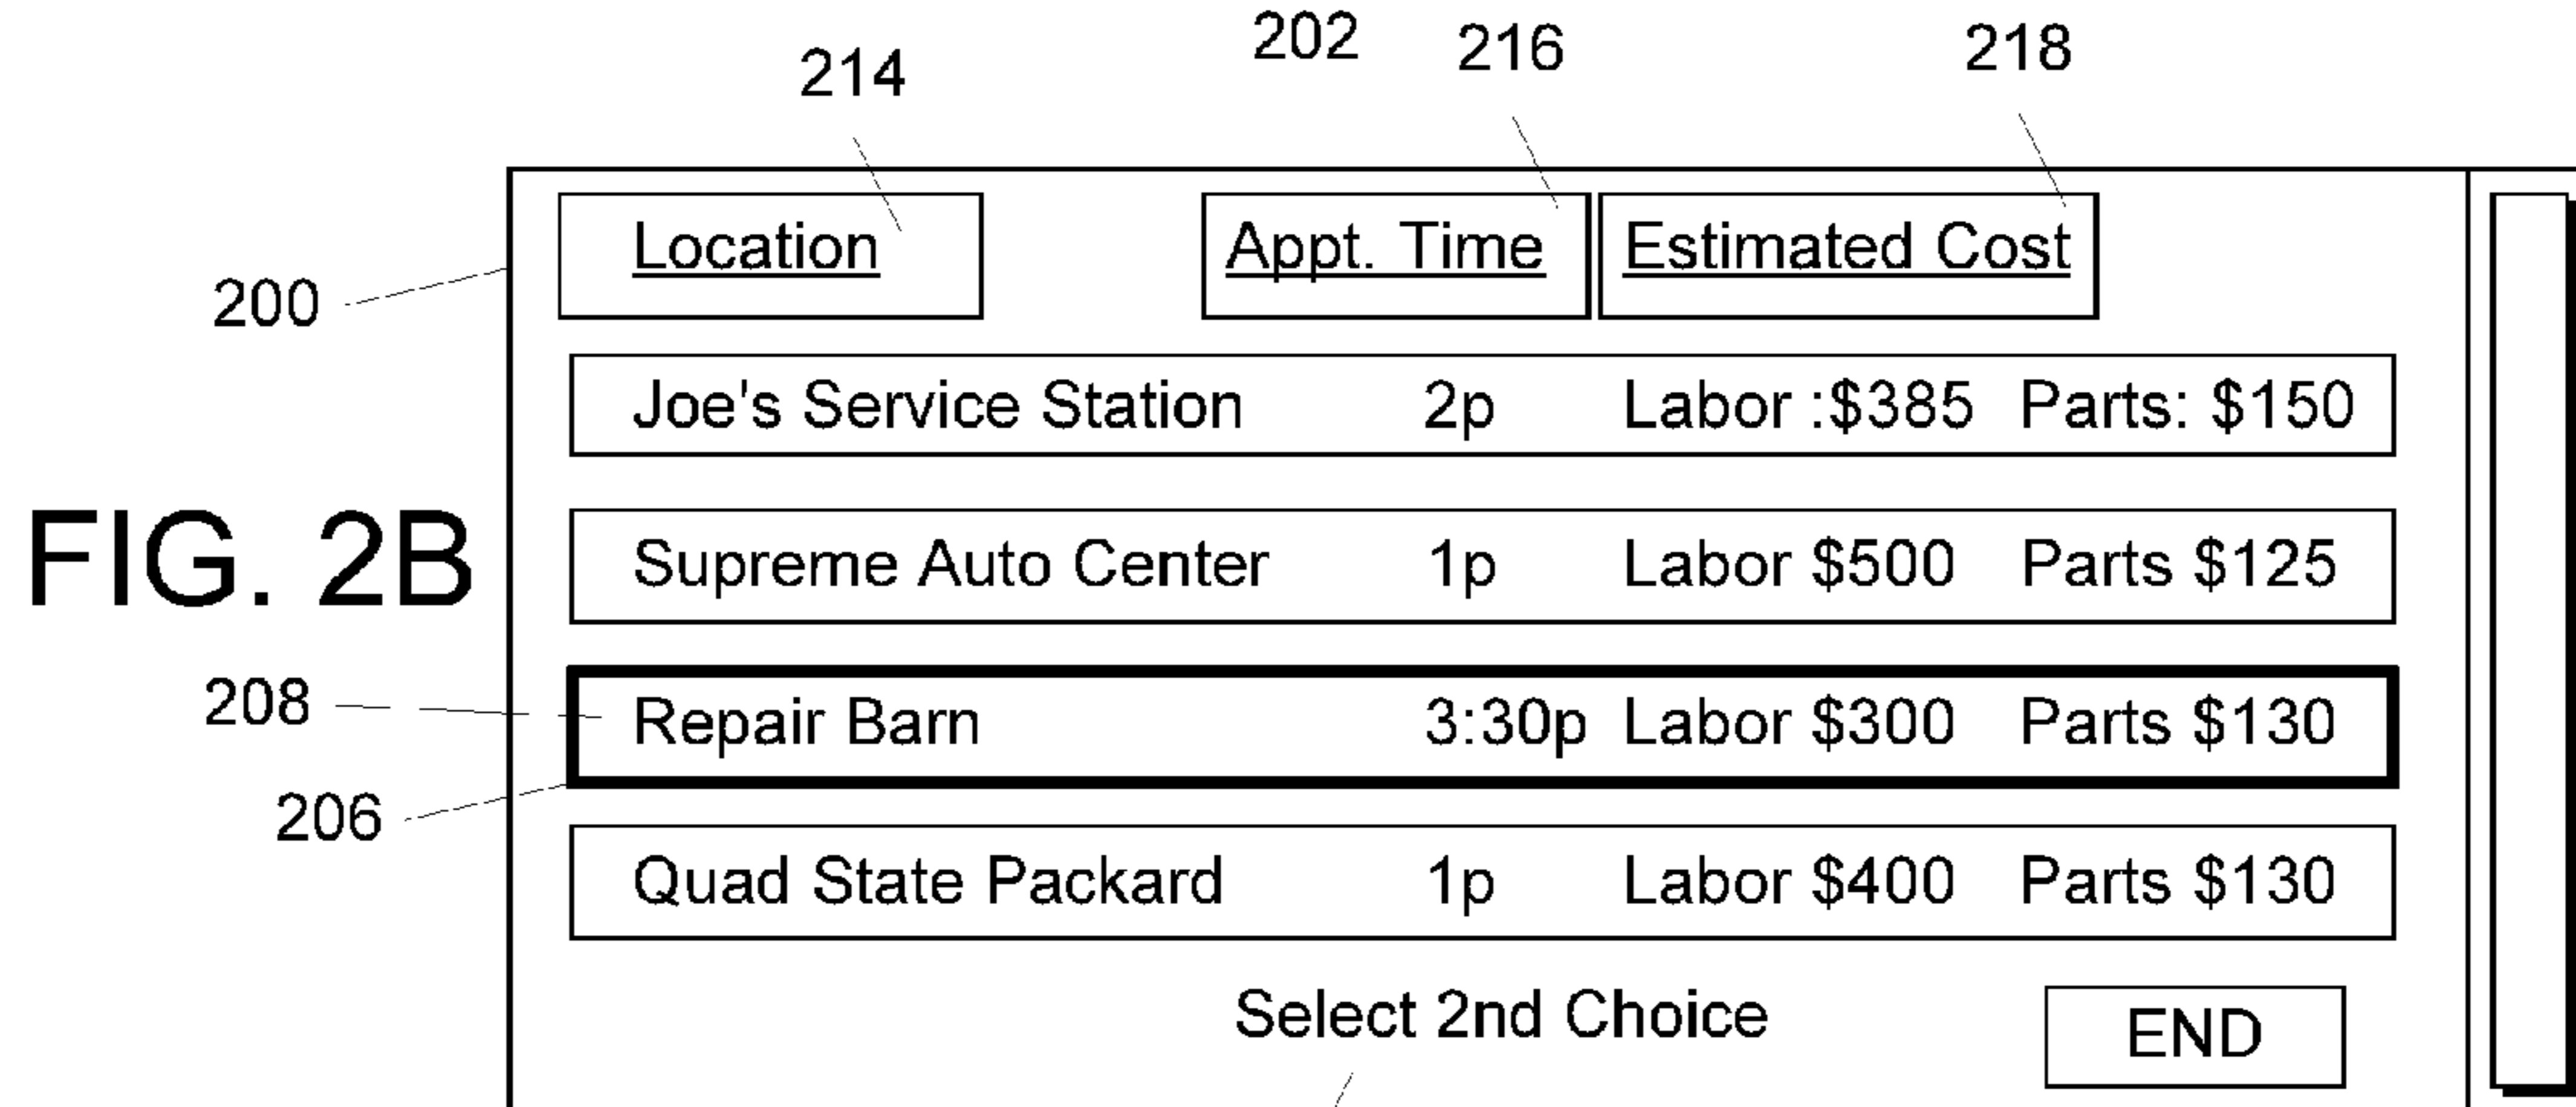 202 216 218
214
Location Appt. Time Estimated Cost
200
Joe's Service Station 2p Labor :$385 Parts: $150
FIG. 2B
Supreme Auto Center 1p Labor $500 Parts $125
208
Repair Barn 3:30p Labor $300 Parts $130
206
Quad State Packard 1p Labor $400 Parts $130
Select 2nd Choice
END